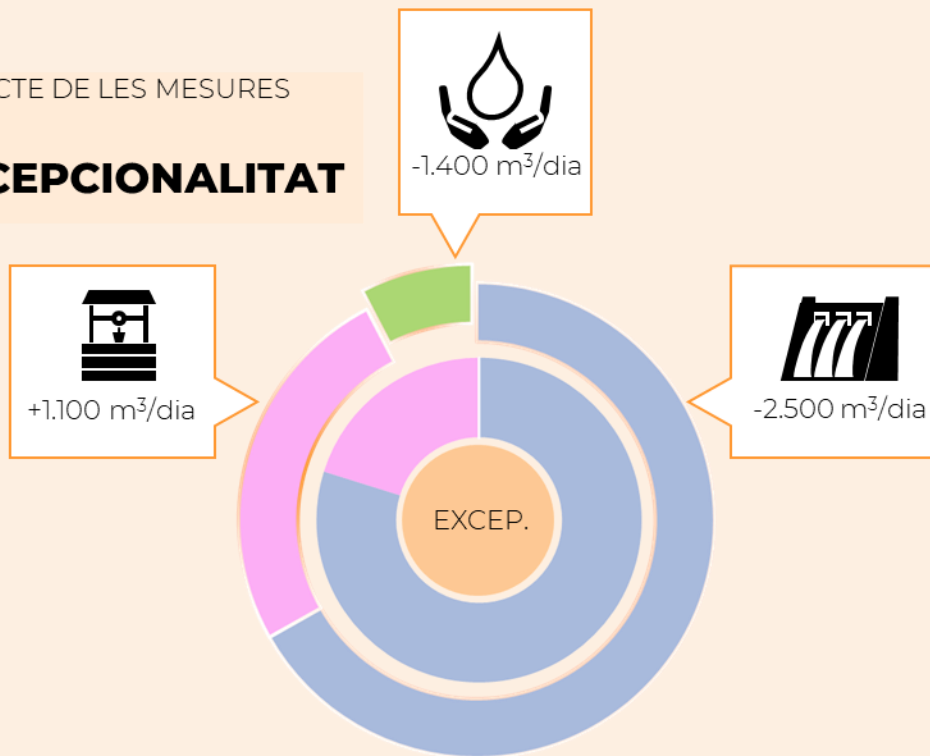 CTE DE LES MESURES
CEPCIONALITAT
-1.400 m³/dia
+1.100 m³/dia
-2.500 m³/dia
EXCEP.